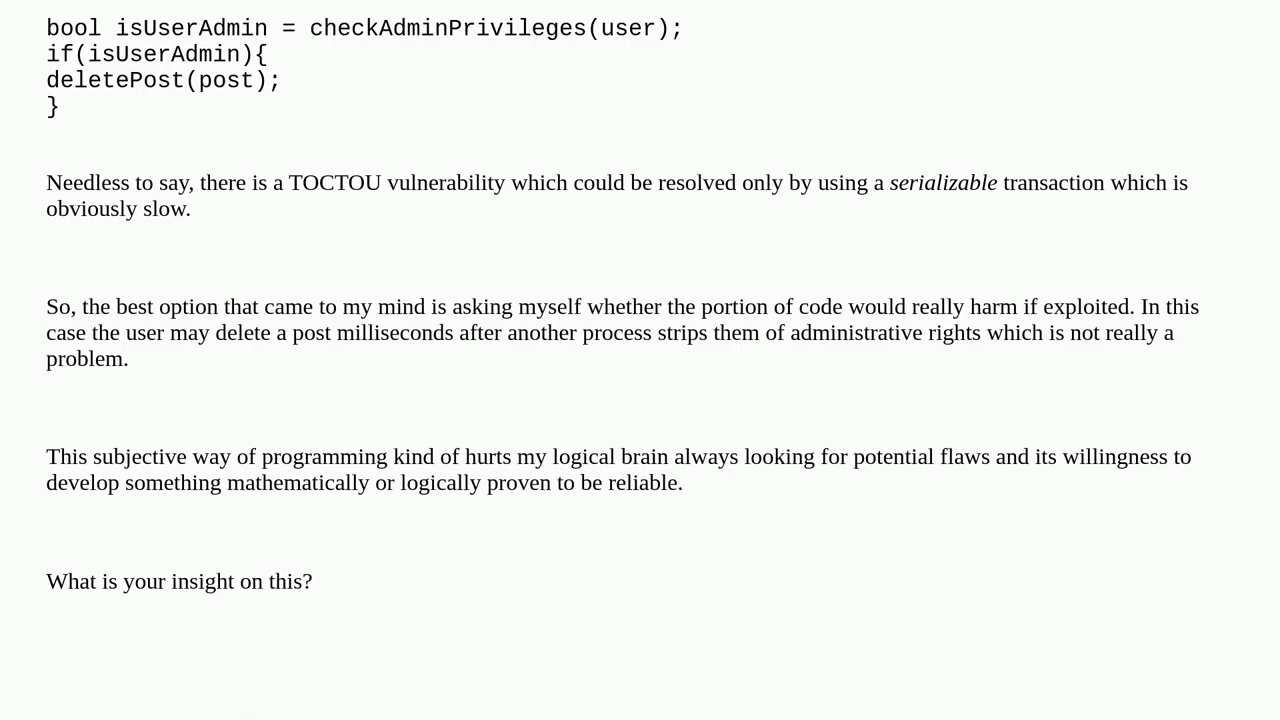 bool isUserAdmin = checkAdminPrivileges(user);
if(isUserAdmin){
deletePost(post);
}
Needless to say, there is a TOCTOU vulnerability which could be resolved only by using a serializable transaction which is
obviously slow.
So, the best option that came to my mind is asking myself whether the portion of code would really harm if exploited. In this
case the user may delete a post milliseconds after another process strips them of administrative rights which is not really a
problem.
This subjective way of programming kind of hurts my logical brain always looking for potential flaws and its willingness to
develop something mathematically or logically proven to be reliable.
What is your insight on this?